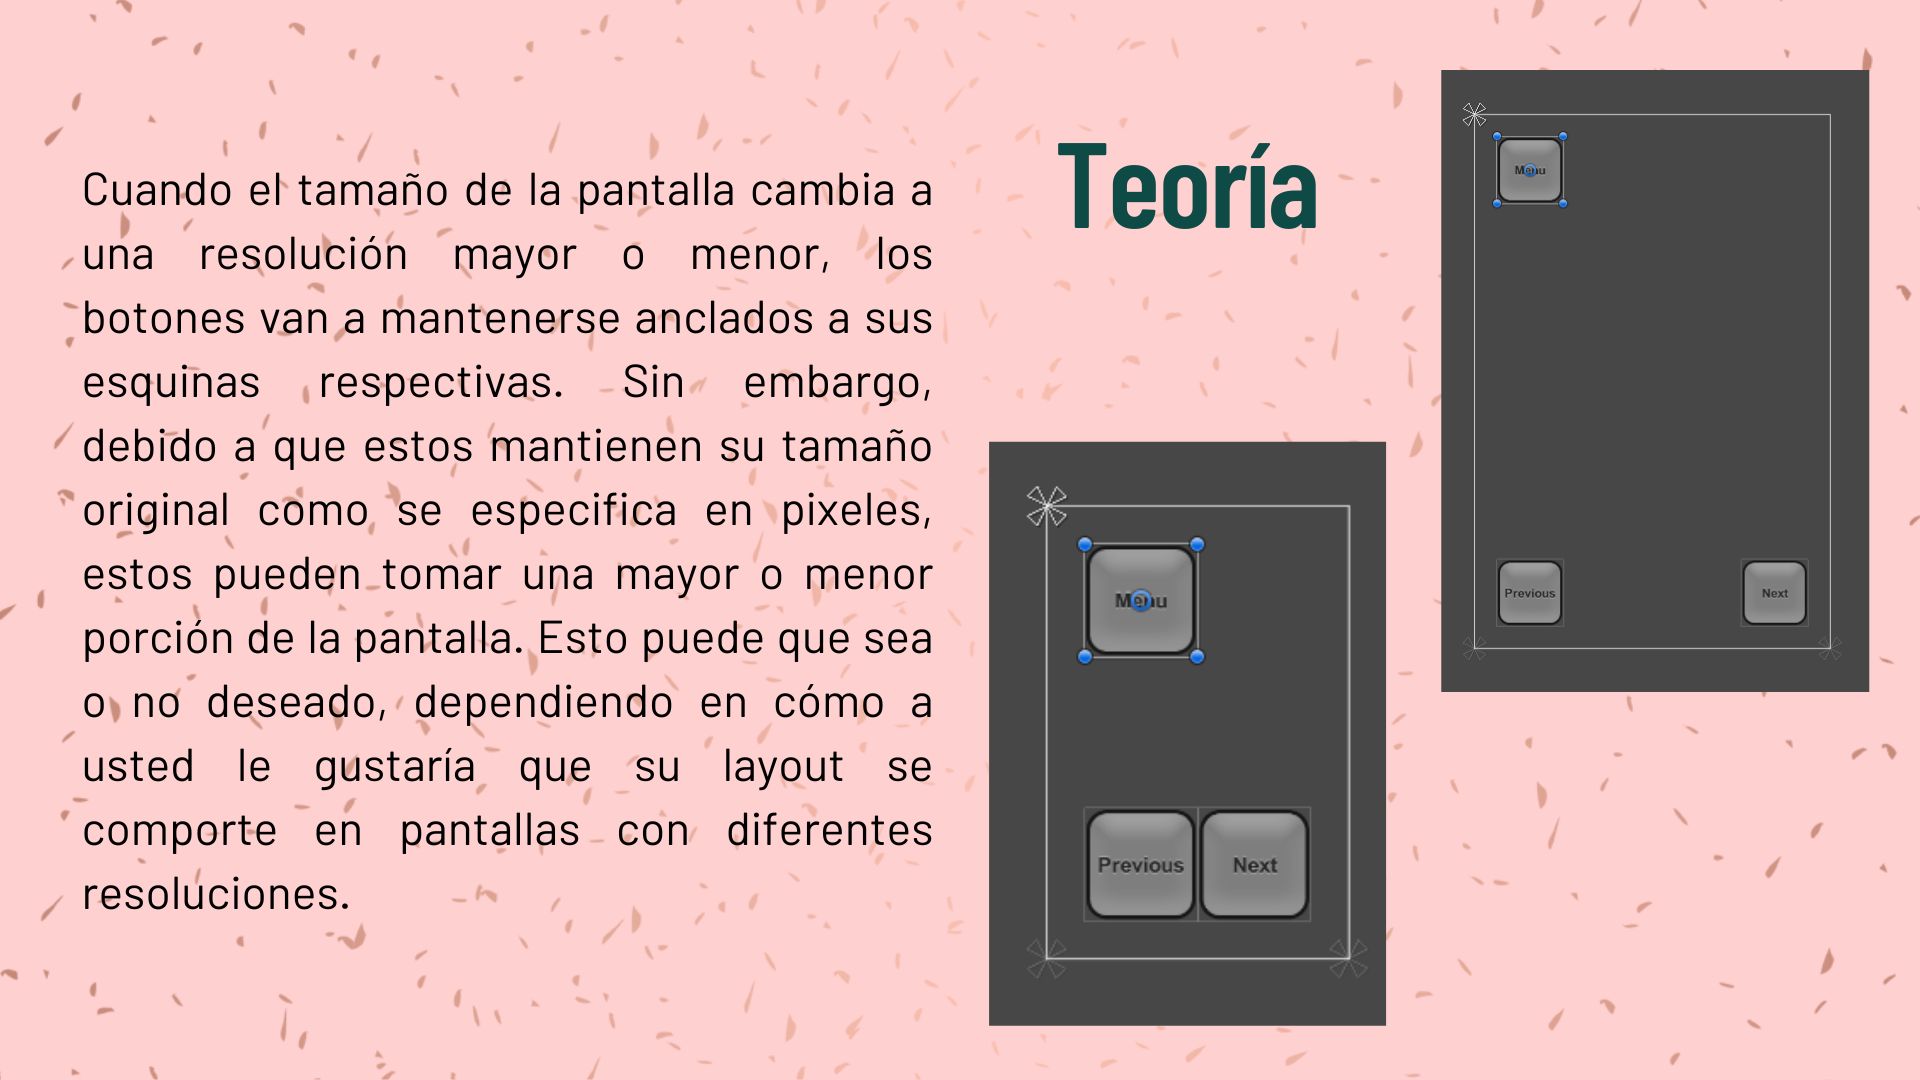 Cuando el tamaño de la pantalla cambia a
una resolución mayor o menor, los
botones van a mantenerse anclados a sus
esquinas respectivas. Sin embargo,
debido a que estos mantienen su tamaño
original como se especifica en pixeles,
estos pueden tomar una mayor o menor
porción de la pantalla. Esto puede que sea
o no deseado, dependiendo en cómo a
usted le gustaría que su layout se
comporte en pantallas con diferentes
resoluciones.
Teoría
Menu
Previous
Next
Menu
Previous
Next